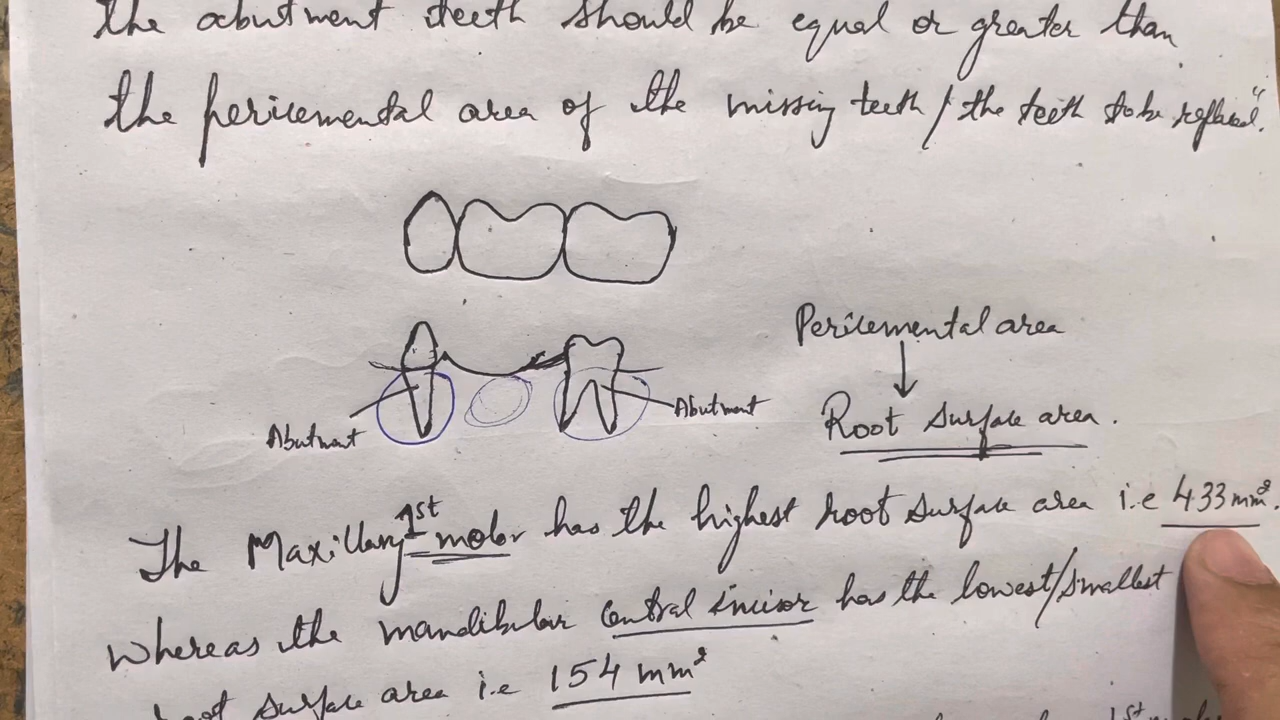 the abutment teeth should be equal or greater than
the pericemental area of the missing teeth / the teeth to be replaced."
Pericemental area
Root surface area.
Abutment
Abutment
The Maxillary 1st molar has the highest root surface area i.e 433 mm².
Whereas the mandibular central incisor has the lowest/smallest
root surface area i.e 154 mm²
1st